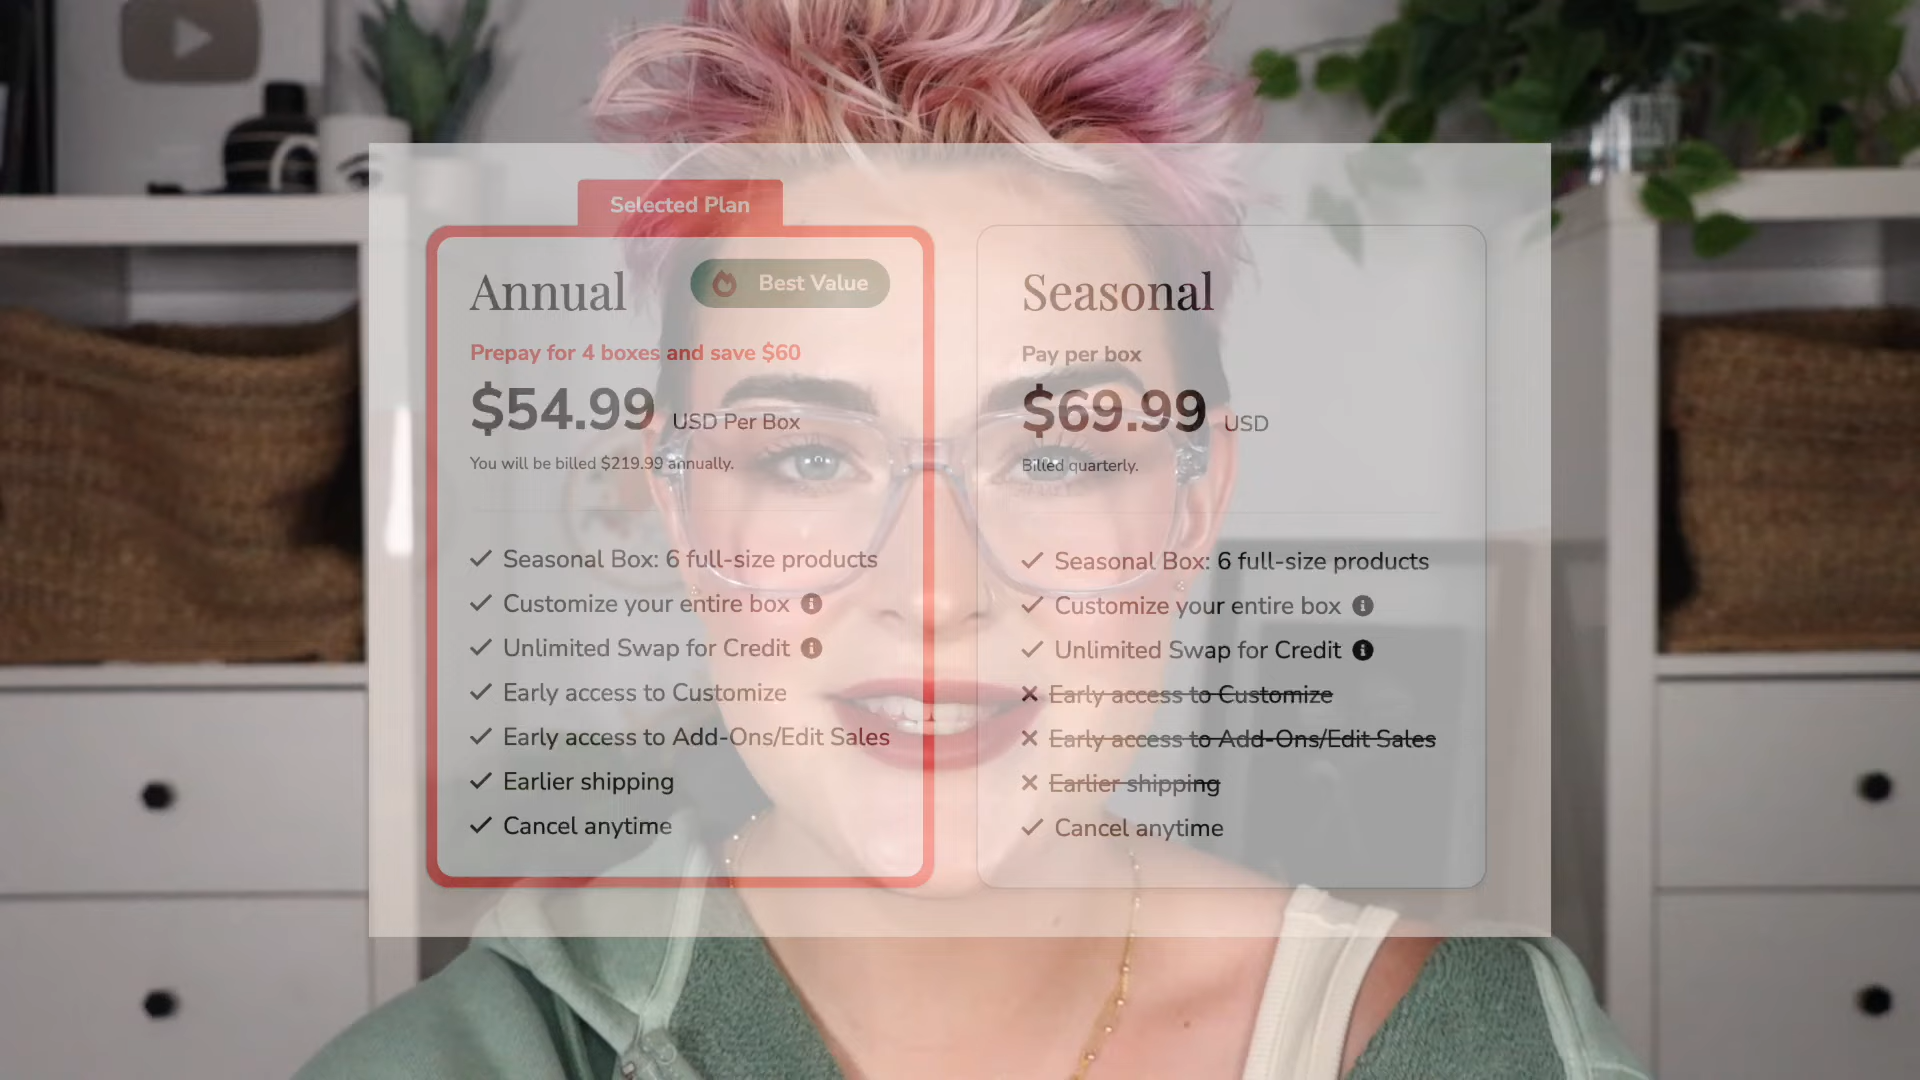 Selected Plan
Annual
Best Value
Prepay for 4 boxes and save $60
$54.99 USD Per Box
You will be billed $219.99 annually.
Seasonal Box: 6 full-size products
Customize your entire box
Unlimited Swap for Credit
Early access to Customize
Early access to Add-Ons/Edit Sales
Earlier shipping
Cancel anytime
Seasonal
Pay per box
$69.99 USD
Billed quarterly.
Seasonal Box: 6 full-size products
Customize your entire box
Unlimited Swap for Credit
Early access to Customize
Early access to Add-Ons/Edit Sales
Earlier shipping
Cancel anytime